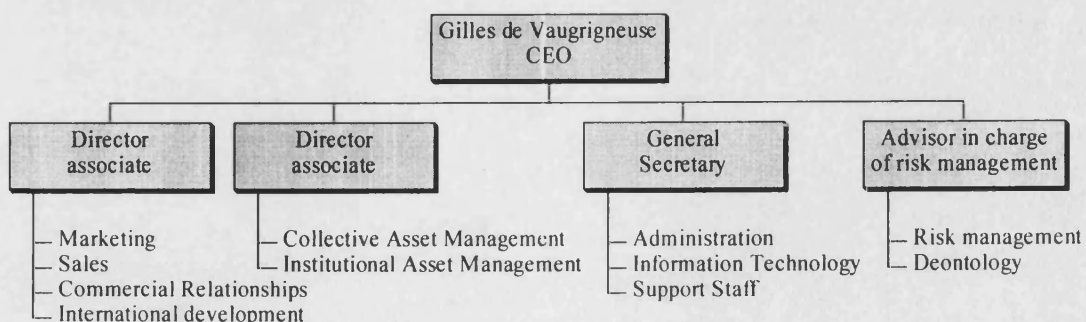 Gilles de Vaugrigneuse
CEO
Director
associate
Marketing
Sales
Commercial Relationships
International development
Director
associate
Collective Asset Management
Institutional Asset Management
General
Secretary
Administration
Information Technology
Support Staff
Advisor in charge
of risk management
Risk management
Deontology